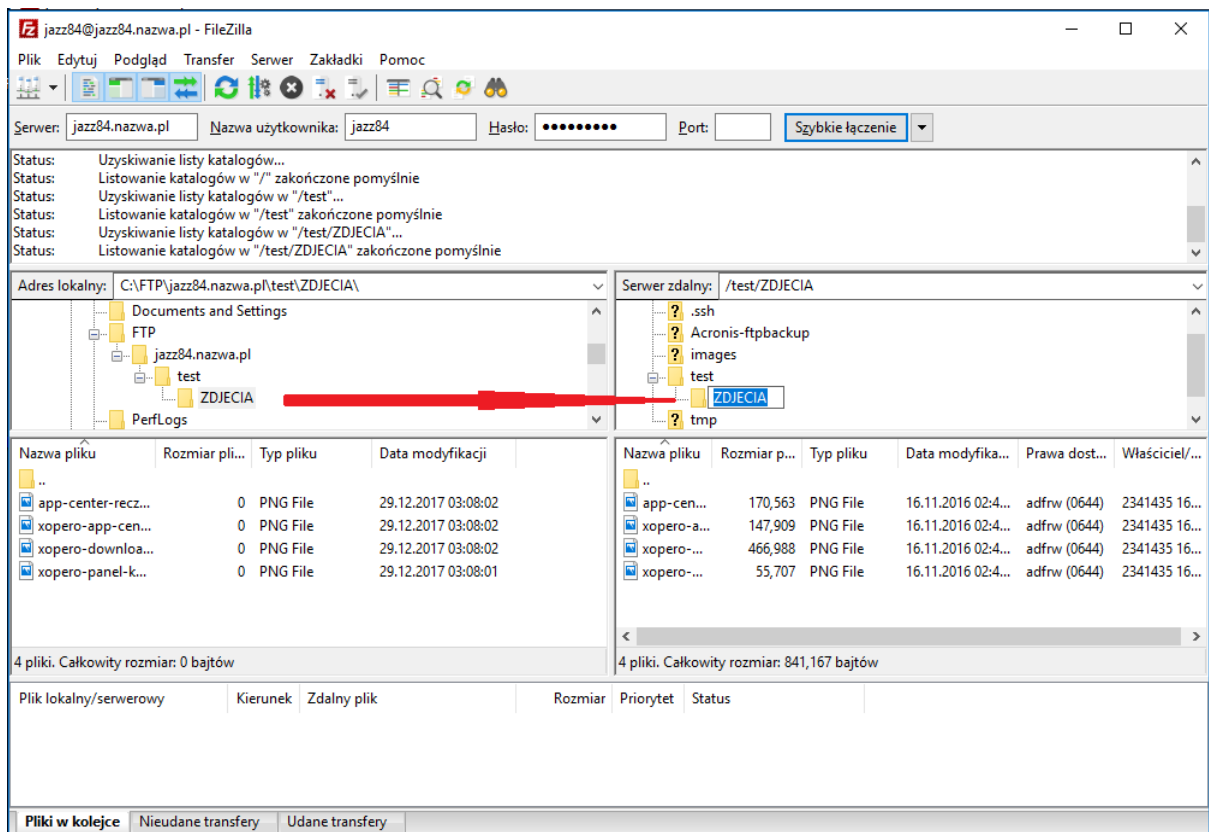 jazz84@jazz84.nazwa.pl - FileZilla
Plik Edytuj Podgląd Transfer Serwer Zakładki Pomoc
Serwer: jazz84.nazwa.pl Nazwa użytkownika: jazz84 Hasło: ●●●●●●●●● Port: Szybkie łączenie
Status: Uzyskiwanie listy katalogów...
Status: Listowanie katalogów w "/" zakończone pomyślnie
Status: Uzyskiwanie listy katalogów w "/test"...
Status: Listowanie katalogów w "/test" zakończone pomyślnie
Status: Uzyskiwanie listy katalogów w "/test/ZDJECIA"...
Status: Listowanie katalogów w "/test/ZDJECIA" zakończone pomyślnie
Adres lokalny: C:\FTP\jazz84.nazwa.pl\test\ZDJECIA\
Documents and Settings
FTP
jazz84.nazwa.pl
test
ZDJECIA
PerfLogs
Serwer zdalny: /test/ZDJECIA
? .ssh
? Acronis-ftpbackup
? images
test
ZDJECIA
? tmp
Nazwa pliku Rozmiar pli... Typ pliku Data modyfikacji
..
app-center-recz... 0 PNG File 29.12.2017 03:08:02
xopero-app-cen... 0 PNG File 29.12.2017 03:08:02
xopero-downloa... 0 PNG File 29.12.2017 03:08:02
xopero-panel-k... 0 PNG File 29.12.2017 03:08:01
4 pliki. Całkowity rozmiar: 0 bajtów
Nazwa pliku Rozmiar p... Typ pliku Data modyfika... Prawa dost... Właściciel/...
..
app-cen... 170,563 PNG File 16.11.2016 02:4... adfrw (0644) 2341435 16...
xopero-a... 147,909 PNG File 16.11.2016 02:4... adfrw (0644) 2341435 16...
xopero-... 466,988 PNG File 16.11.2016 02:4... adfrw (0644) 2341435 16...
xopero-... 55,707 PNG File 16.11.2016 02:4... adfrw (0644) 2341435 16...
4 pliki. Całkowity rozmiar: 841,167 bajtów
Plik lokalny/serwerowy Kierunek Zdalny plik Rozmiar Priorytet Status
Pliki w kolejce Nieudane transfery Udane transfery